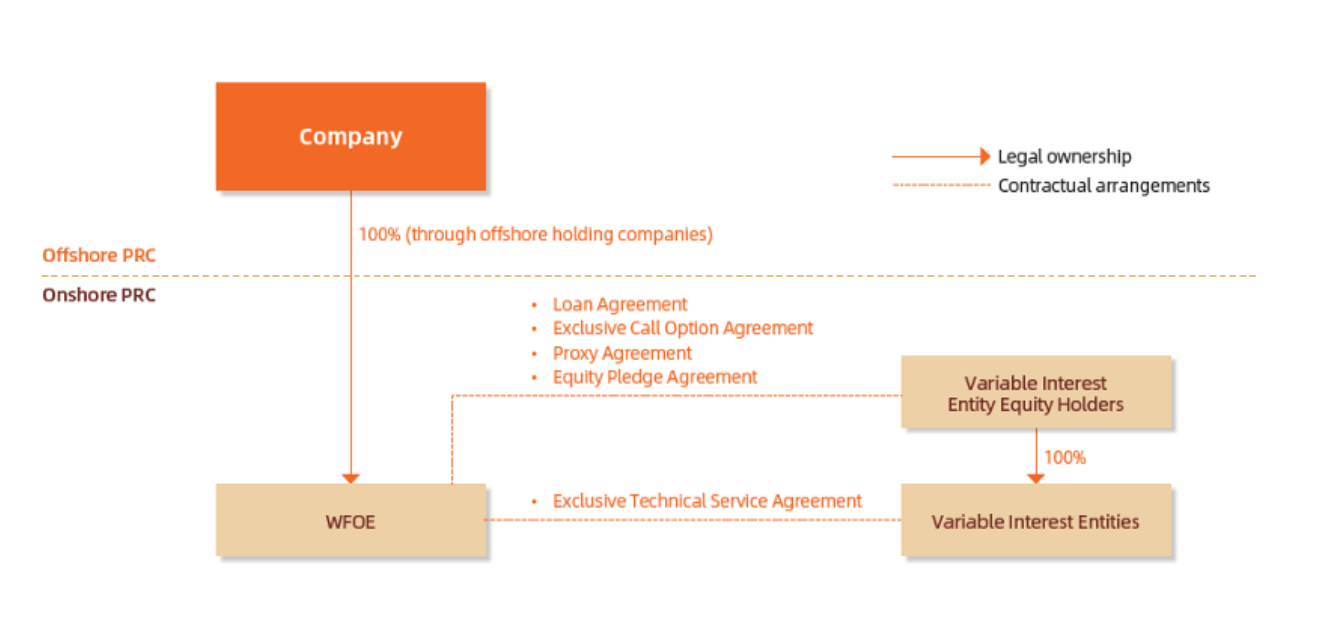 Company
Legal ownership
Contractual arrangements
100% (through offshore holding companies)
Offshore PRC
Onshore PRC
• Loan Agreement
• Exclusive Call Option Agreement
• Proxy Agreement
• Equity Pledge Agreement
Variable Interest
Entity Equity Holders
100%
• Exclusive Technical Service Agreement
WFOE
Variable Interest Entities